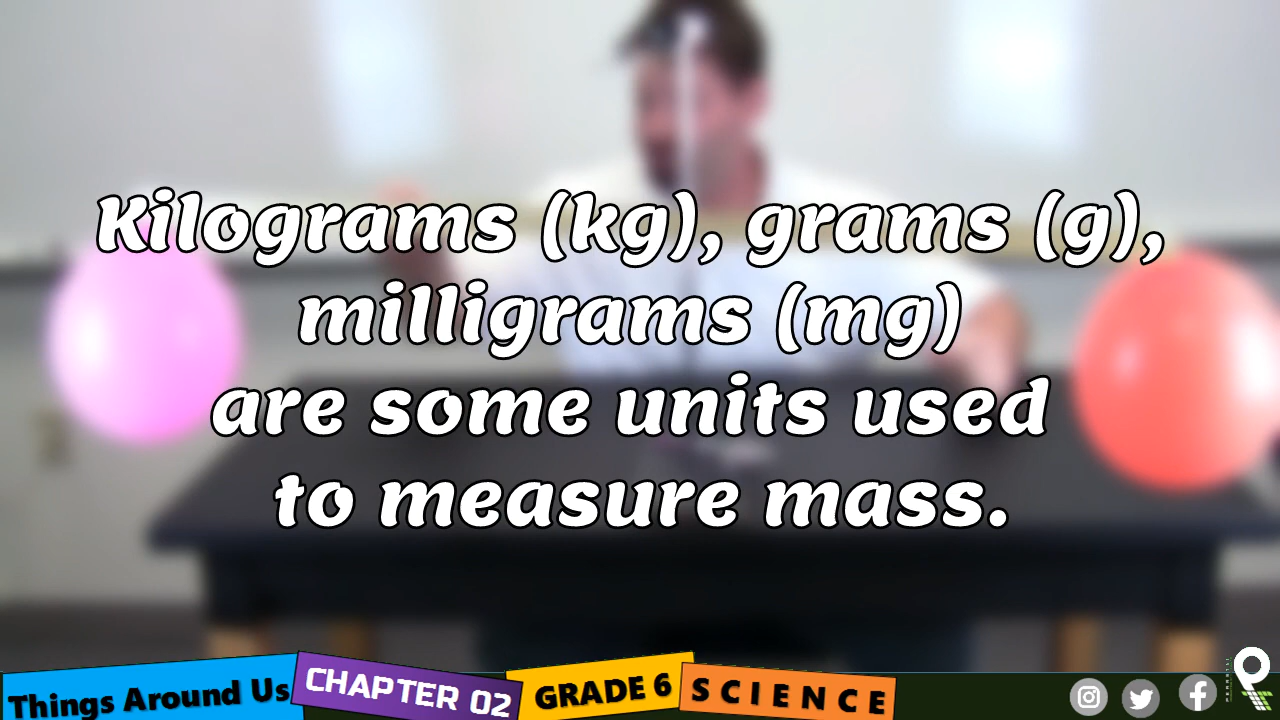 Kilograms (kg), grams (g),
milligrams (mg)
are some units used
to measure mass.
Things Around Us
CHAPTER 02
GRADE 6
SCIENCE